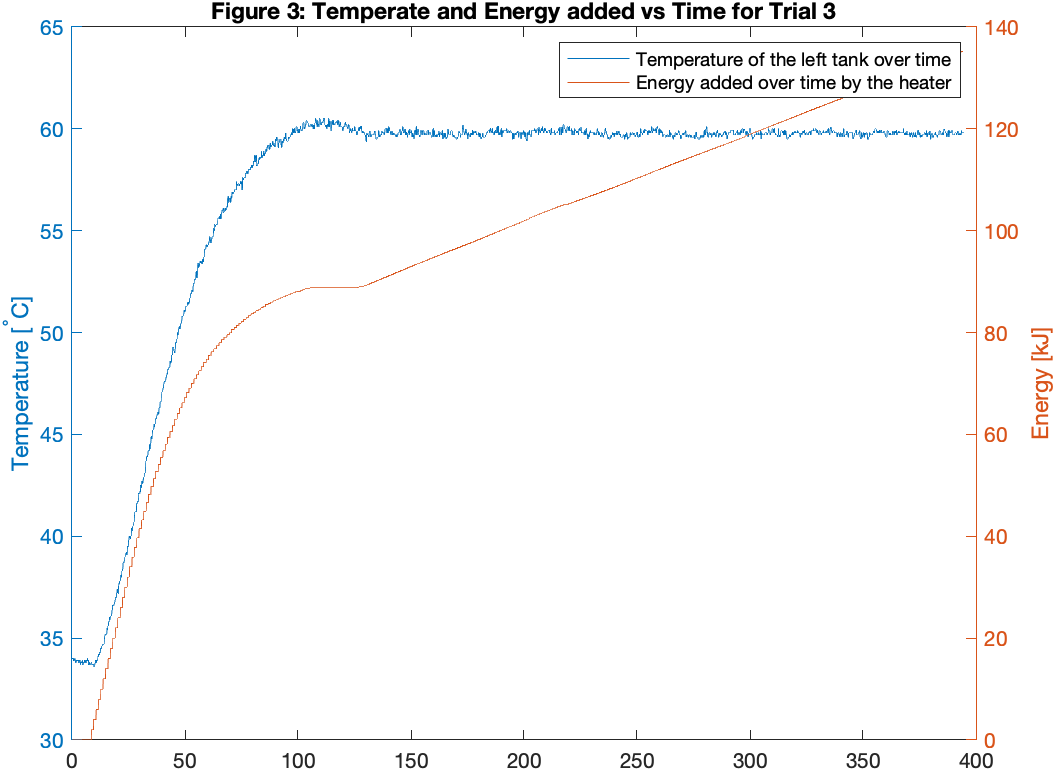 Figure 3: Temperate and Energy added vs Time for Trial 3
Temperature of the left tank over time
Energy added over time by the heater
Temperature [°C]
65
60
55
50
45
40
35
30
140
120
100
80
60
40
20
0
Energy [kJ]
0 50 100 150 200 250 300 350 400